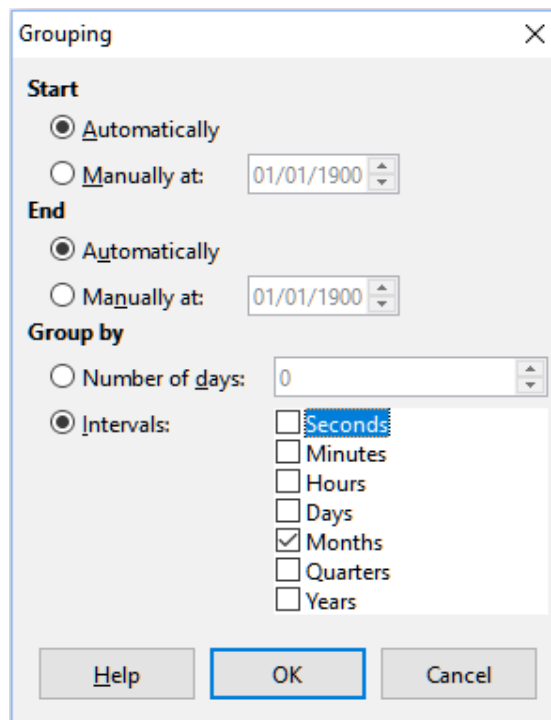 Grouping
Start
Automatically
Manually at: 01/01/1900
End
Automatically
Manually at: 01/01/1900
Group by
Number of days: 0
Intervals: Seconds
Minutes
Hours
Days
Months
Quarters
Years
Help OK Cancel